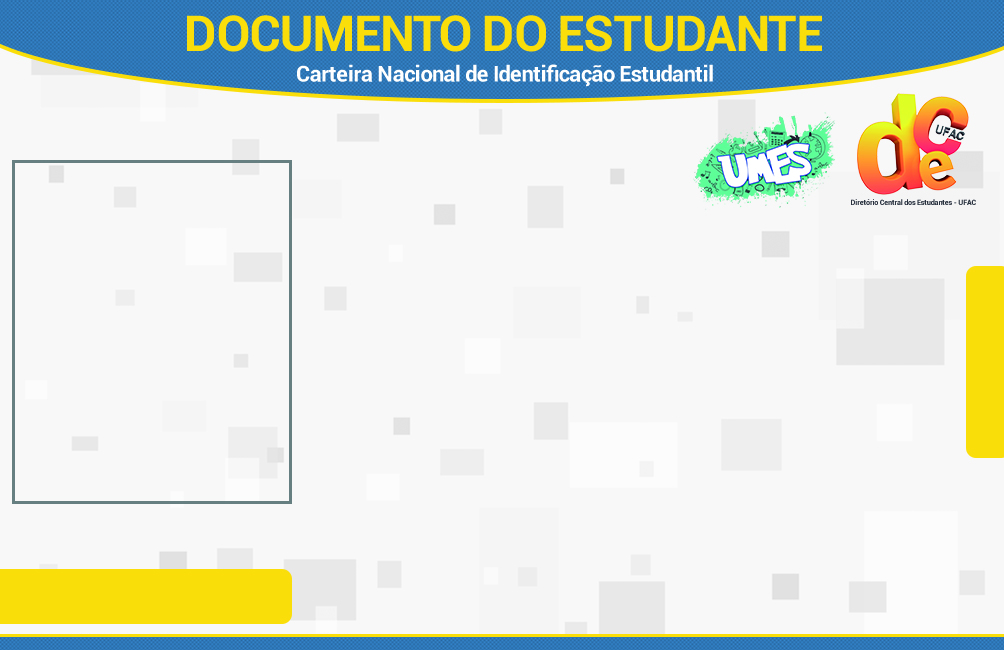 DOCUMENTO DO ESTUDANTE
Carteira Nacional de Identificação Estudantil
UMES
dce
UFAC
Diretório Central dos Estudantes - UFAC